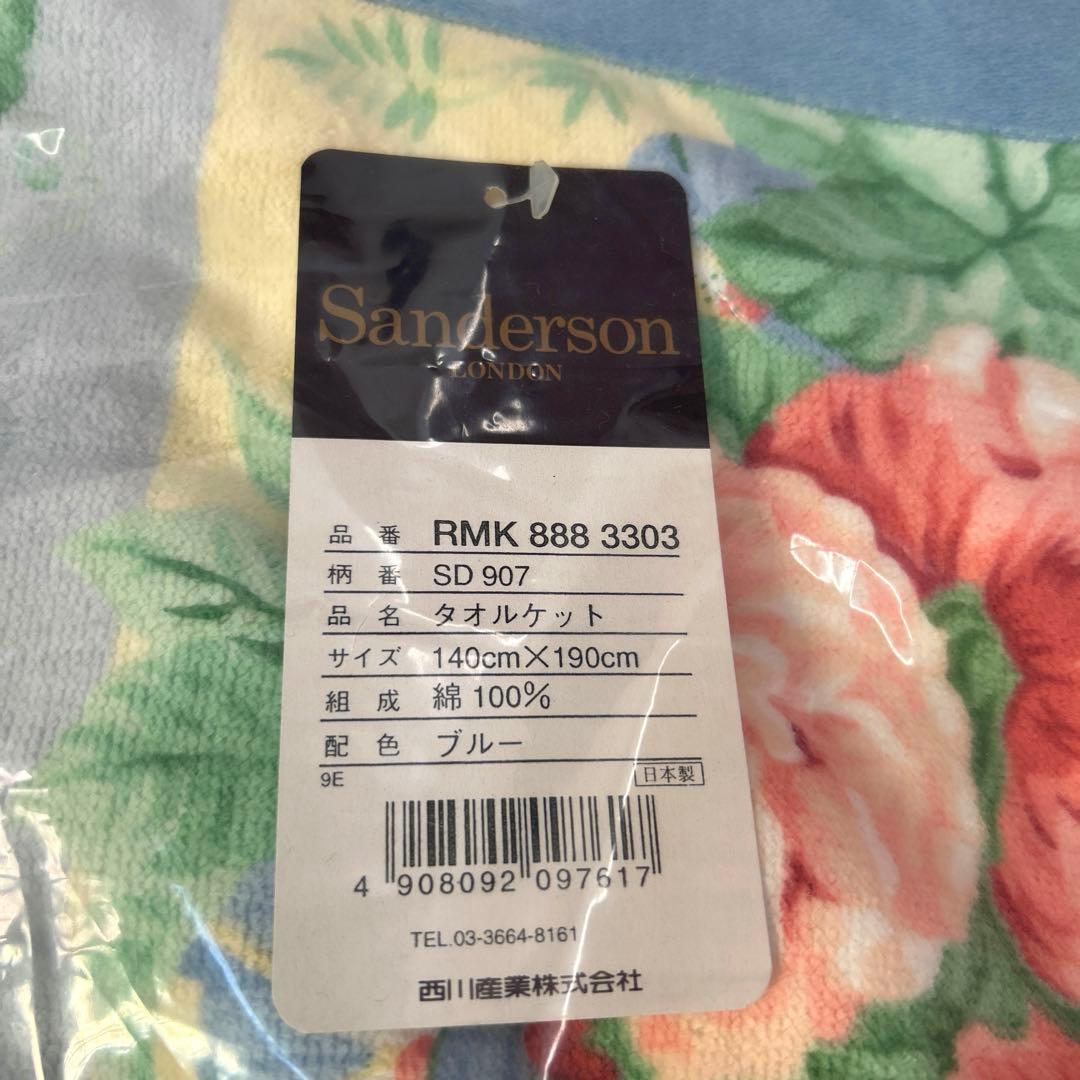 Sanderson
LONDON
品番 RMK 888 3303
柄番 SD 907
品名 タオルケット
サイズ 140cm×190cm
組成 綿 100%
配色 ブルー
9E 日本製
4 908092 097617
TEL.03-3664-8161
西川産業株式会社